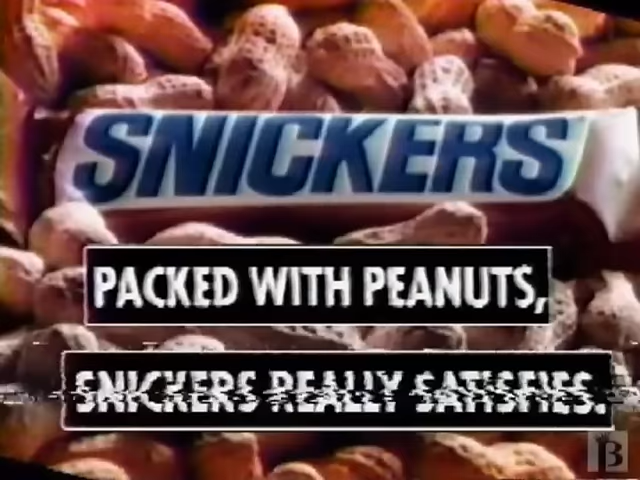 SNICKERS
PACKED WITH PEANUTS,
SNICKERS REALLY SATISFIES.
B